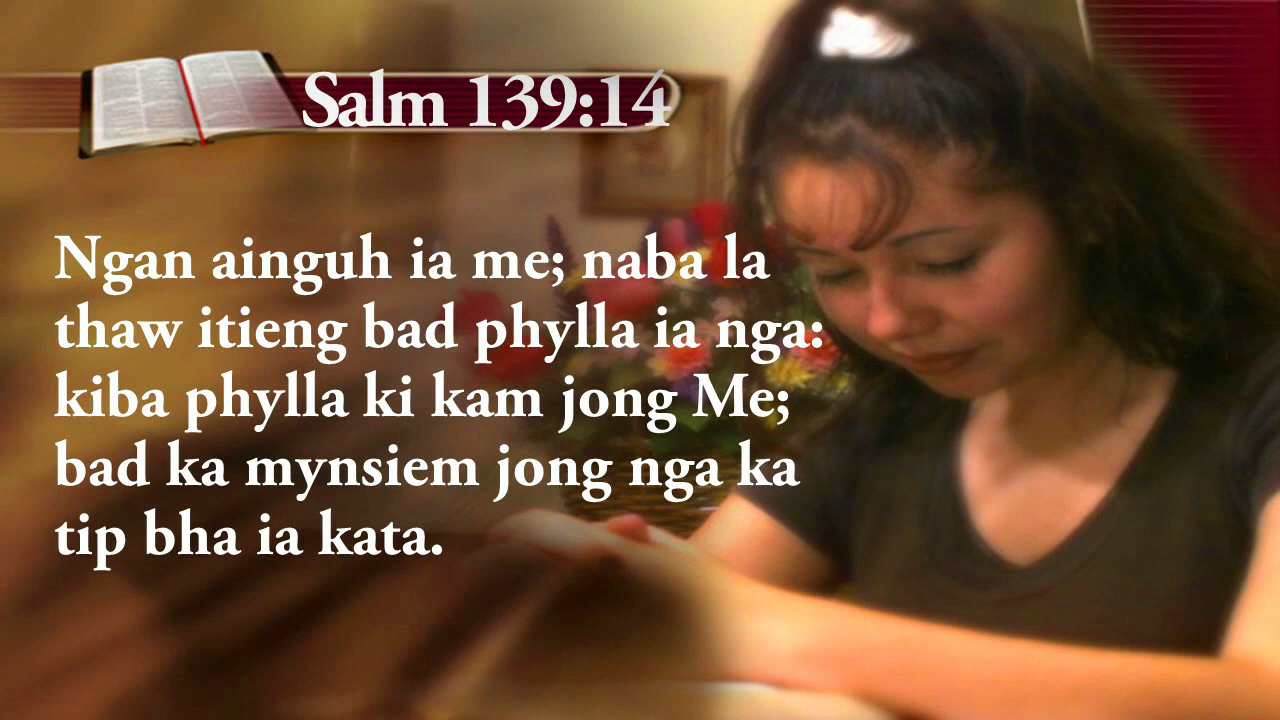 Salm 139:14
Ngan ainguh ia me; naba la
thaw itieng bad phylla ia nga:
kiba phylla ki kam jong Me;
bad ka mynsiem jong nga ka
tip bha ia kata.